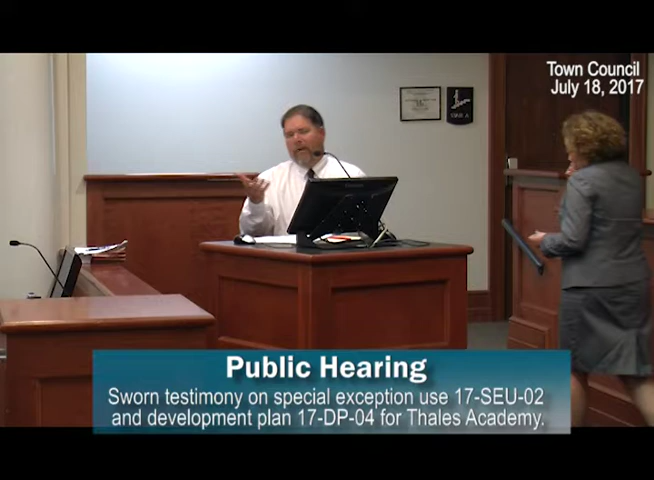 Town Council
July 18, 2017
Public Hearing
Sworn testimony on special exception use 17-SEU-02
and development plan 17-DP-04 for Thales Academy.